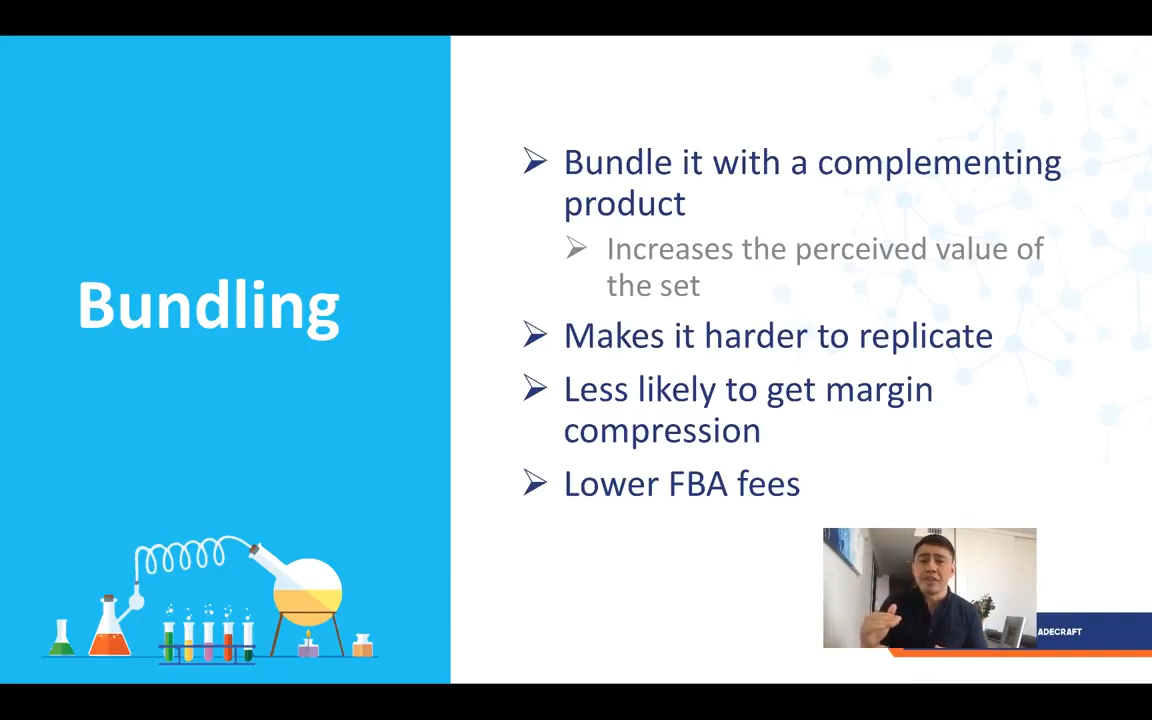 Bundling
Bundle it with a complementing
product
Increases the perceived value of
the set
Makes it harder to replicate
Less likely to get margin
compression
Lower FBA fees
ADECRAFT